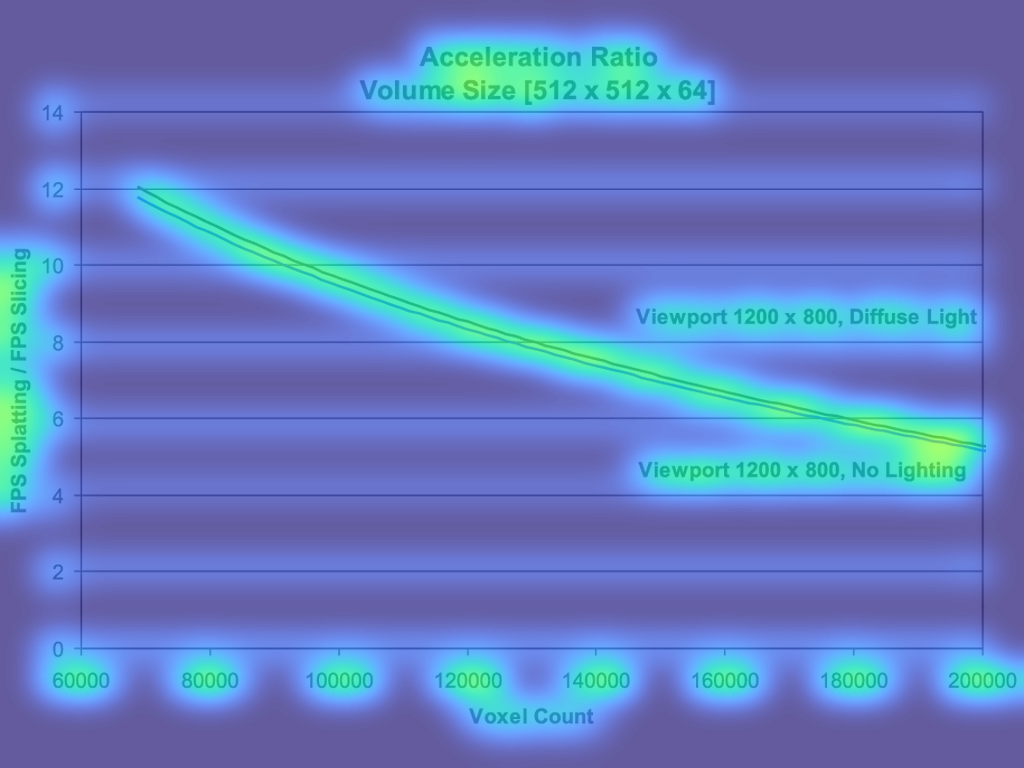 Acceleration Ratio
Volume Size [512 x 512 x 64]
14
12
10
8
6
4
2
0
FPS Splatting / FPS Slicing
Viewport 1200 x 800, Diffuse Light
Viewport 1200 x 800, No Lighting
60000 80000 100000 120000 140000 160000 180000 200000
Voxel Count